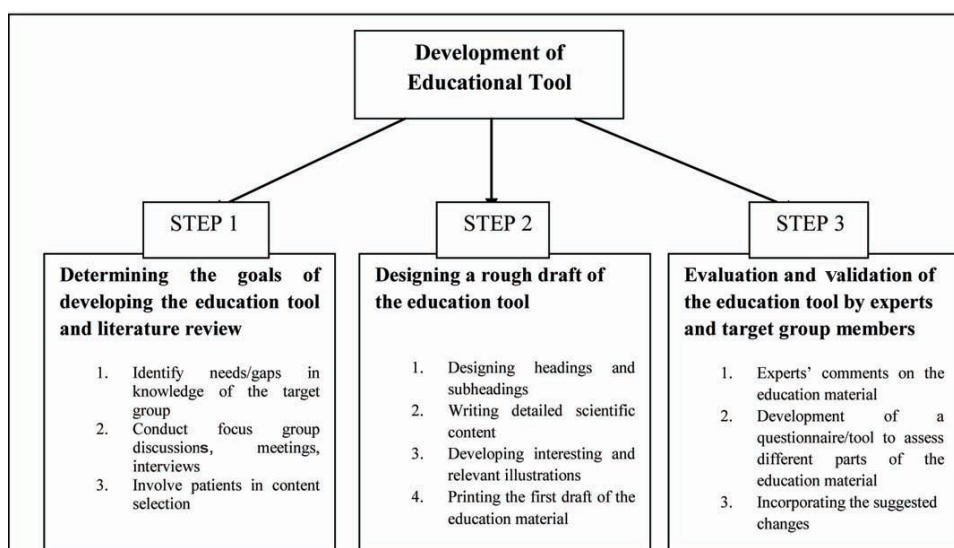 Development of
Educational Tool
STEP 1
Determining the goals of
developing the education tool
and literature review
1. Identify needs/gaps in
knowledge of the target
group
2. Conduct focus group
discussions, meetings,
interviews
3. Involve patients in content
selection
STEP 2
Designing a rough draft of
the education tool
1. Designing headings and
subheadings
2. Writing detailed scientific
content
3. Developing interesting and
relevant illustrations
4. Printing the first draft of the
education material
STEP 3
Evaluation and validation of
the education tool by experts
and target group members
1. Experts' comments on the
education material
2. Development of a
questionnaire/tool to assess
different parts of the
education material
3. Incorporating the suggested
changes